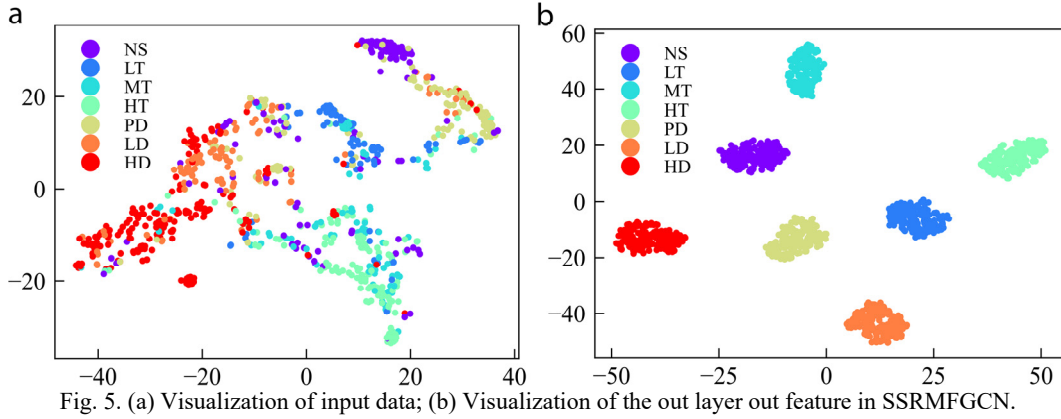 a
b
NS
LT
MT
HT
PD
LD
HD
20
0
−20
−40
−20
0
20
40
NS
LT
MT
HT
PD
LD
HD
60
40
20
0
−20
−40
−50
−25
0
25
50
Fig. 5. (a) Visualization of input data; (b) Visualization of the out layer out feature in SSRMFGCN.